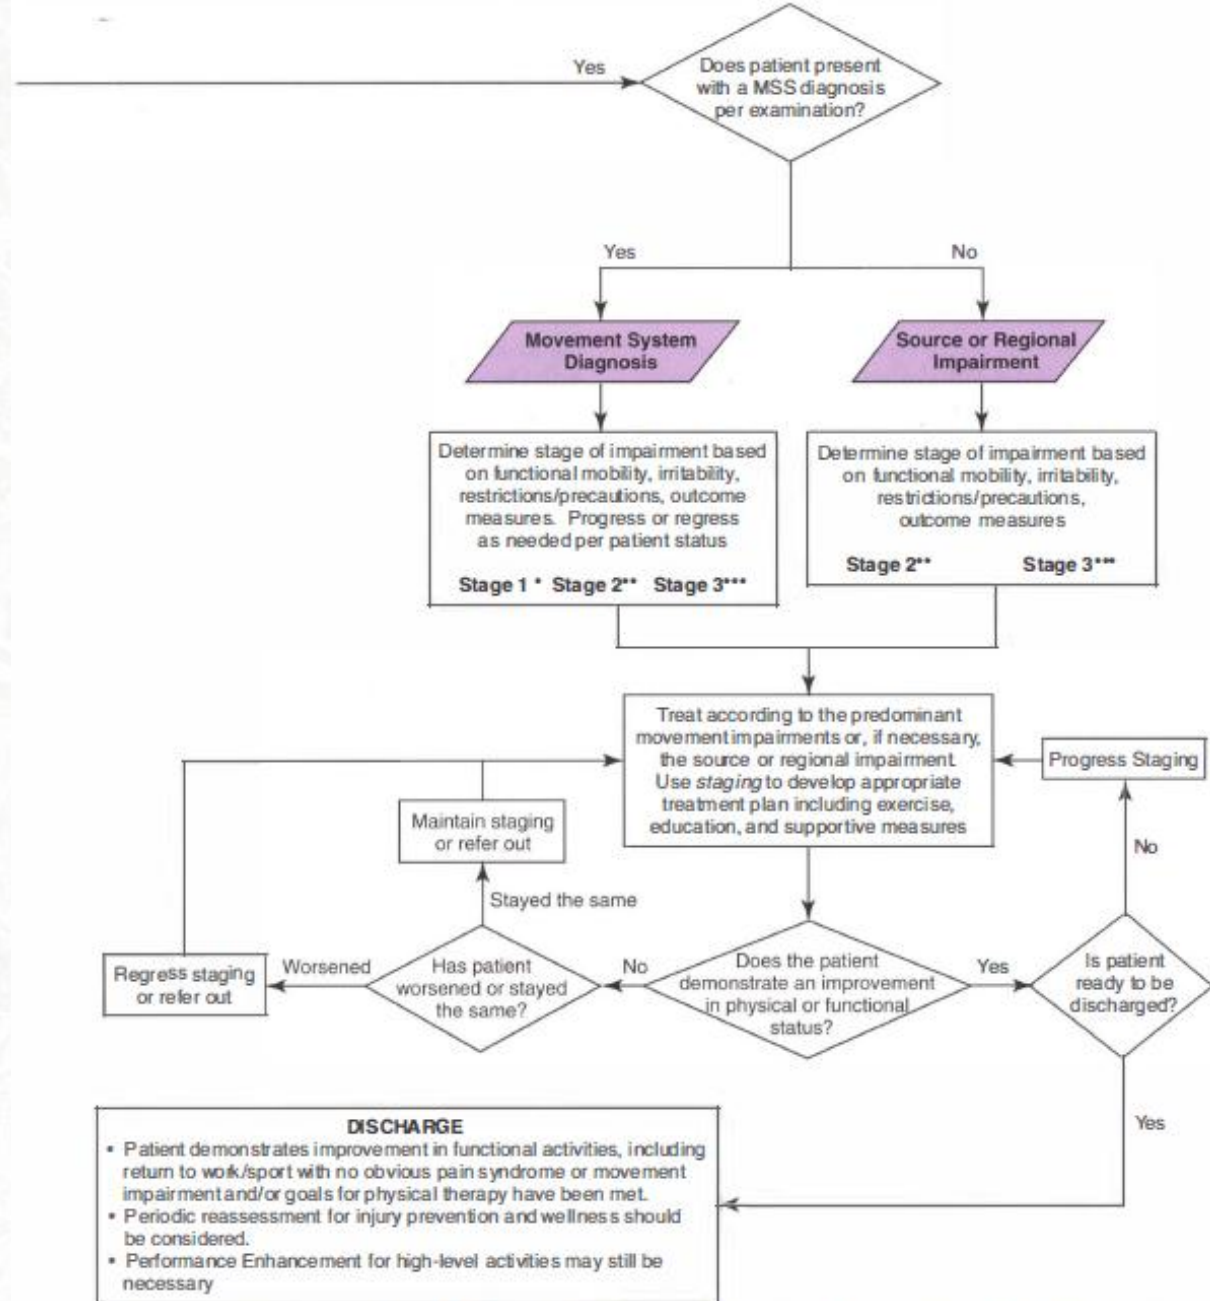 Yes
Does patient present
with a MSS diagnosis
per examination?
Yes
No
Movement System
Diagnosis
Source or Regional
Impairment
Determine stage of impairment based
on functional mobility, irritability,
restrictions/precautions, outcome
measures. Progress or regress
as needed per patient status
Stage 1 * Stage 2** Stage 3***
Determine stage of impairment based
on functional mobility, irritability,
restrictions/precautions,
outcome measures
Stage 2** Stage 3***
Treat according to the predominant
movement impairments or, if necessary,
the source or regional impairment.
Use staging to develop appropriate
treatment plan including exercise,
education, and supportive measures
Progress Staging
Maintain staging
or refer out
No
Stayed the same
Regress staging
or refer out
Worsened
Has patient
worsened or stayed
the same?
No
Does the patient
demonstrate an improvement
in physical or functional
status?
Yes
Is patient
ready to be
discharged?
Yes
DISCHARGE
• Patient demonstrates improvement in functional activities, including
return to work/sport with no obvious pain syndrome or movement
impairment and/or goals for physical therapy have been met.
• Periodic reassessment for injury prevention and wellness should
be considered.
• Performance Enhancement for high-level activities may still be
necessary